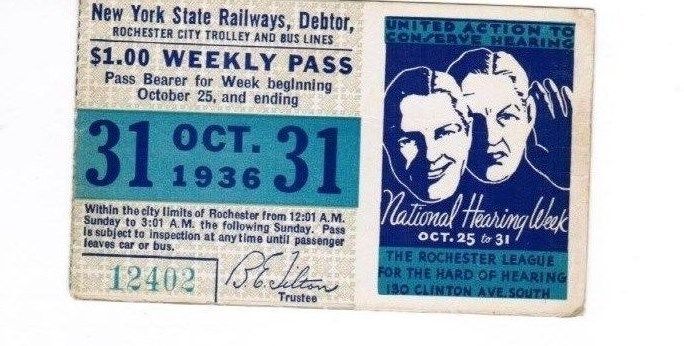 New York State Railways, Debtor,
ROCHESTER CITY TROLLEY AND BUS LINES
$1.00 WEEKLY PASS
Pass Bearer for Week beginning
October 25, and ending
31 OCT. 31
1936
Within the city limits of Rochester from 12:01 A.M.
Sunday to 3:01 A.M. the following Sunday. Pass
is subject to inspection at any time until passenger
leaves car or bus.
12402
B.E. Tilton
Trustee
UNITED ACTION TO
CONSERVE HEARING
National Hearing Week
OCT. 25 to 31
THE ROCHESTER LEAGUE
FOR THE HARD OF HEARING
130 CLINTON AVE. SOUTH